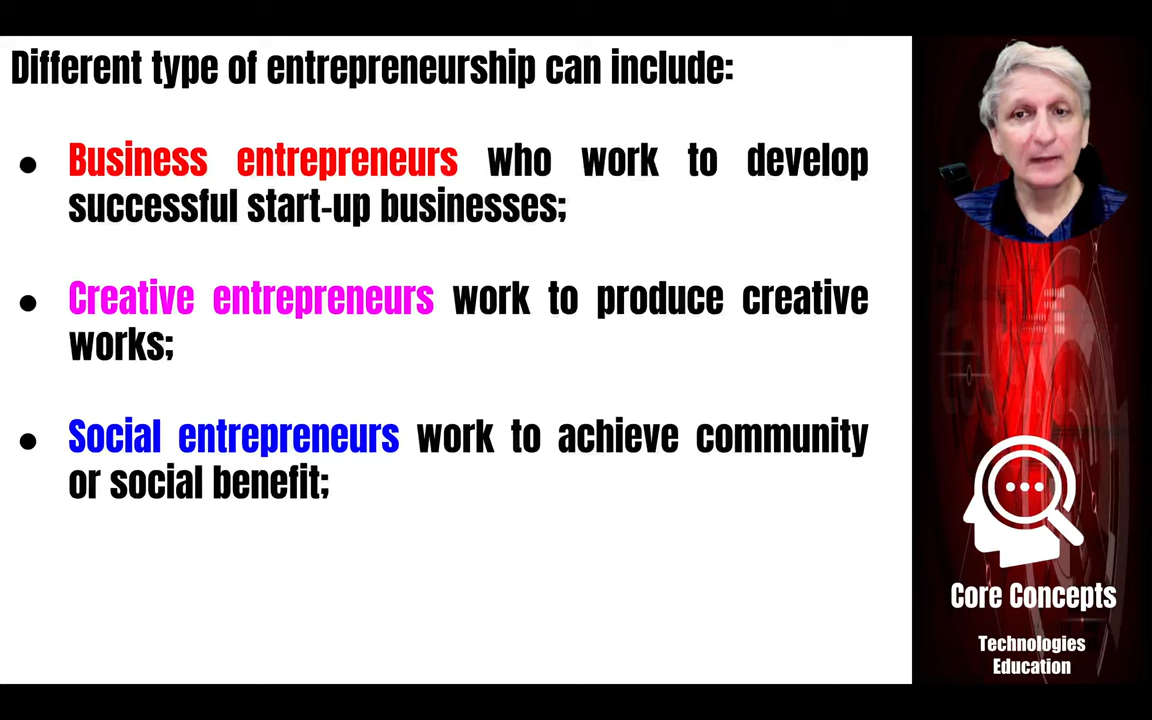 Different type of entrepreneurship can include:
● Business entrepreneurs who work to develop
successful start-up businesses;
● Creative entrepreneurs work to produce creative
works;
● Social entrepreneurs work to achieve community
or social benefit;
Core Concepts
Technologies
Education